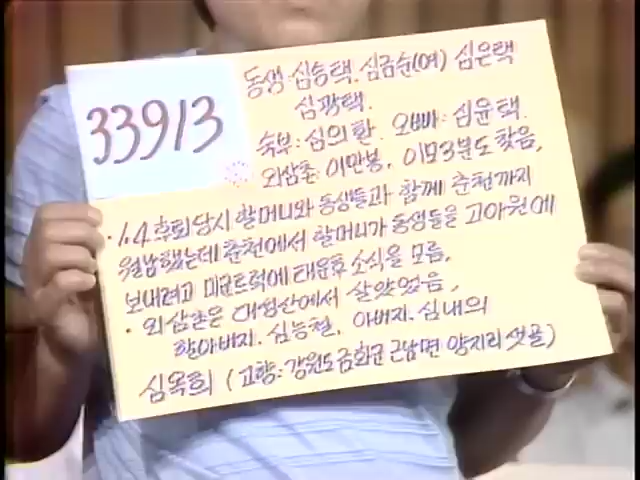 33913
동생 심승택. 심금순(여) 심은택
심광택.
숙부: 심의환. 오빠: 심윤택.
외삼촌 이만봉, 이모3분도 찾음,
·1.4 후퇴당시 할머니와 동생들과 함께 춘천까지
월남했는데 춘천에서 할머니가 동생들을 고아원에
보내려고 미군트럭에 태운후 소식을 모름,
· 외삼촌은 대항산에서 살았었음,
할아버지. 심능철, 아버지. 심내의
심옥희 (고향: 강원도 금화군 근남면 양지리 샛골)